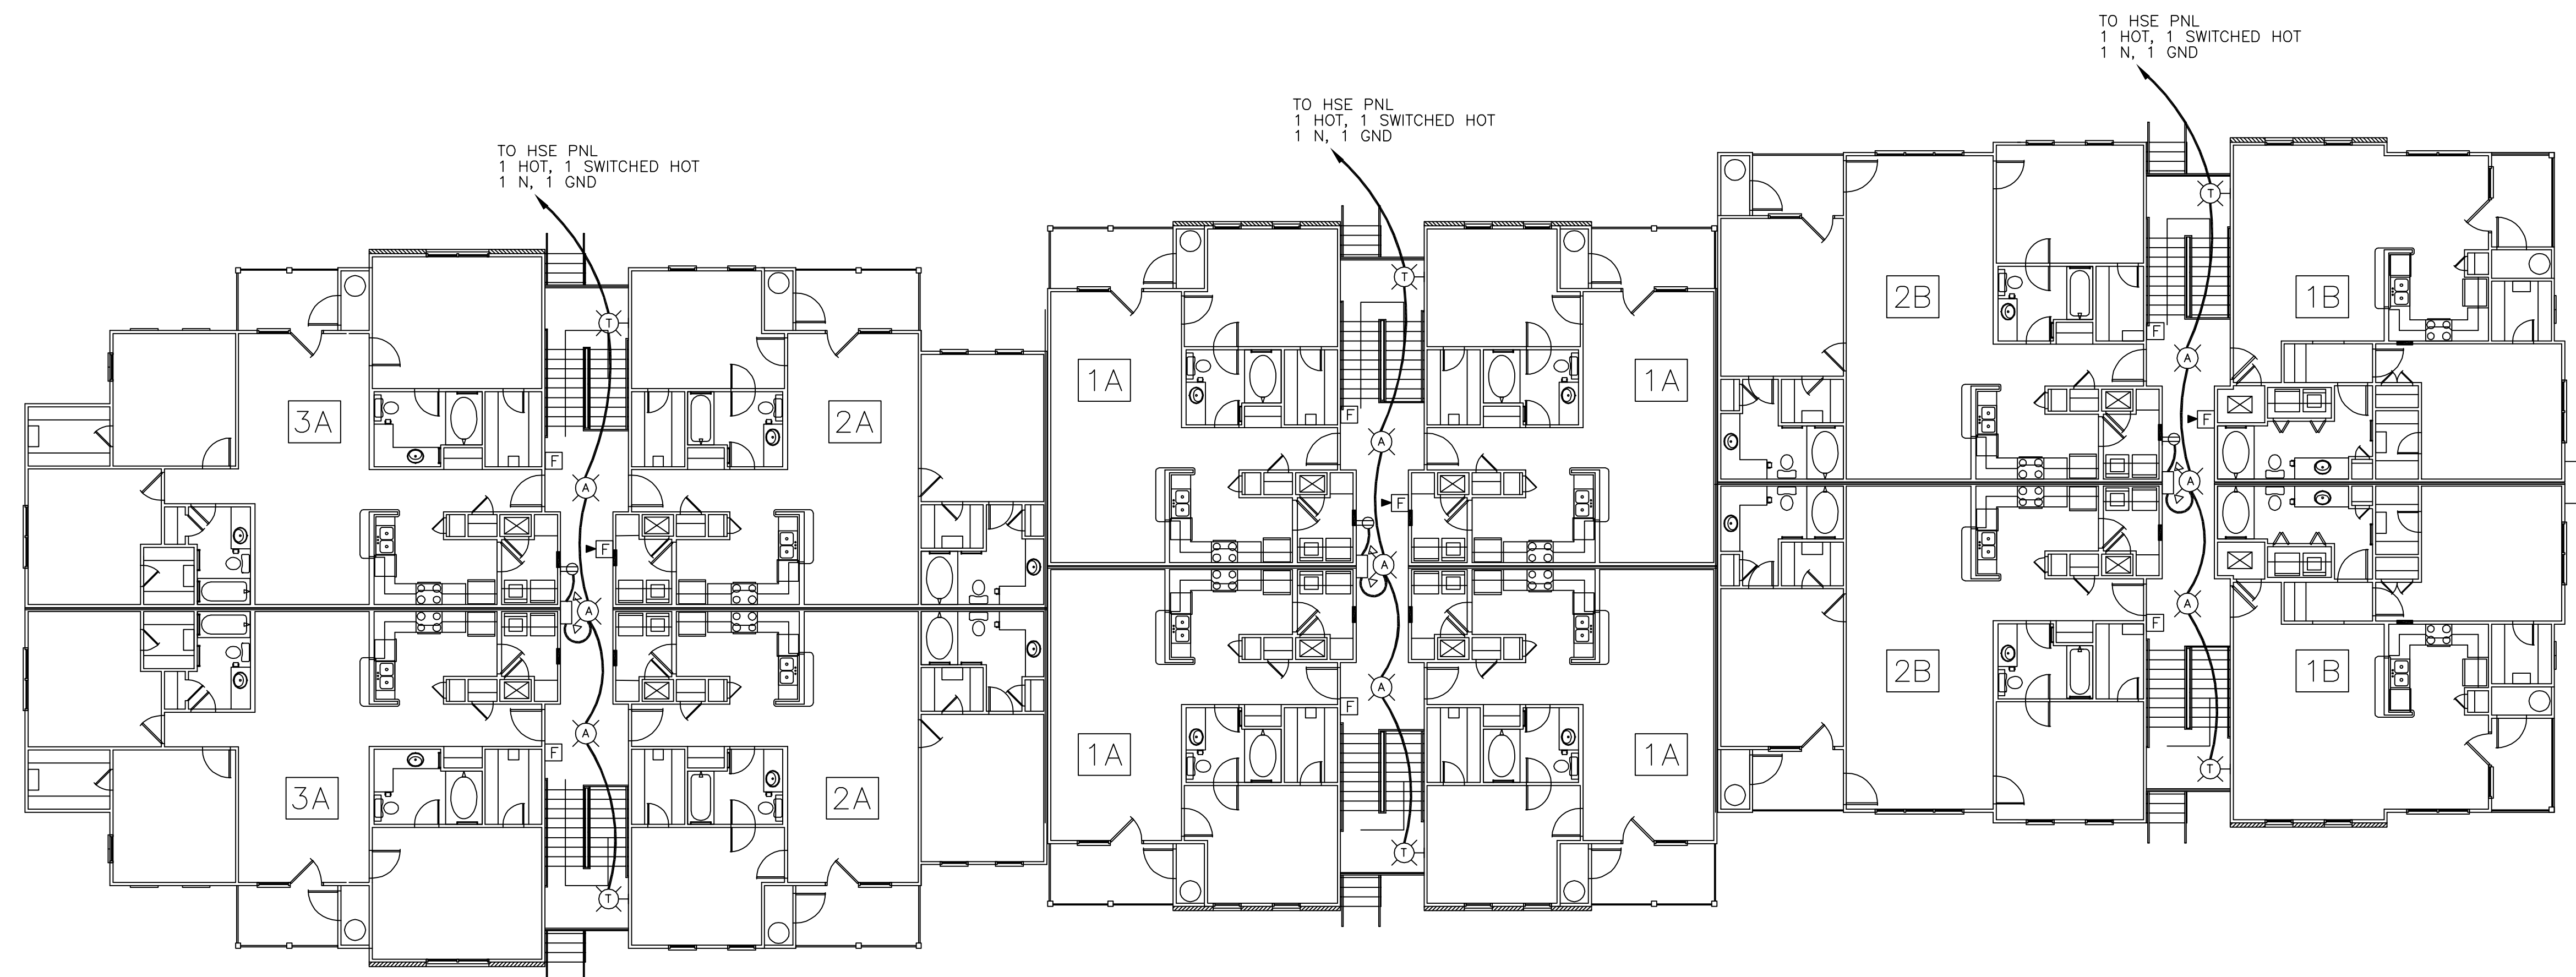 TO HSE PNL
1 HOT, 1 SWITCHED HOT
1 N, 1 GND
TO HSE PNL
1 HOT, 1 SWITCHED HOT
1 N, 1 GND
TO HSE PNL
1 HOT, 1 SWITCHED HOT
1 N, 1 GND
T
T
T
2B
1B
F
A
1A
1A
F
3A
2A
F
F
A
F
A
A
F
A
A
A
A
F
A
A
F
F
2B
1B
1A
1A
T
3A
2A
T
T